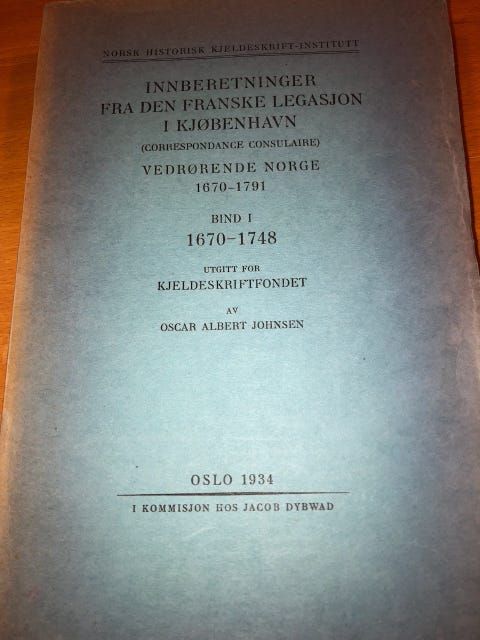 NORSK HISTORISK KJELDESKRIFT-INSTITUTT
INNBERETNINGER
FRA DEN FRANSKE LEGASJON
I KJØBENHAVN
(CORRESPONDANCE CONSULAIRE)
VEDRØRENDE NORGE
1670-1791
BIND I
1670-1748
UTGITT FOR
KJELDESKRIFTFONDET
AV
OSCAR ALBERT JOHNSEN
OSLO 1934
I KOMMISJON HOS JACOB DYBWAD